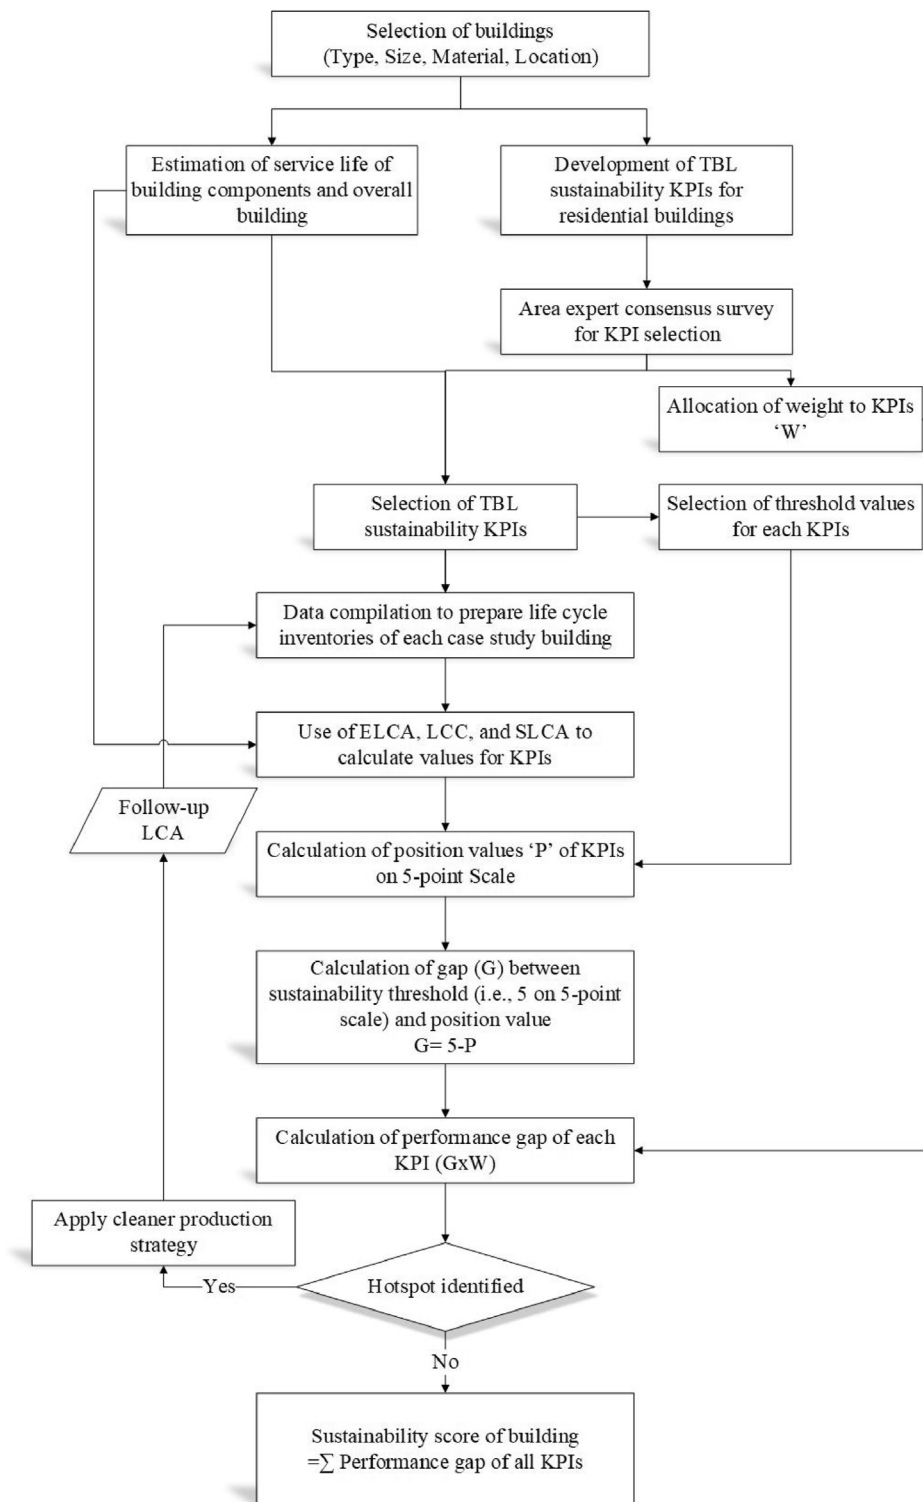 Selection of buildings
(Type, Size, Material, Location)
Estimation of service life of
building components and overall
building
Development of TBL
sustainability KPIs for
residential buildings
Area expert consensus survey
for KPI selection
Allocation of weight to KPIs
‘W’
Selection of TBL
sustainability KPIs
Selection of threshold values
for each KPIs
Data compilation to prepare life cycle
inventories of each case study building
Use of ELCA, LCC, and SLCA to
calculate values for KPIs
Follow-up
LCA
Calculation of position values ‘P’ of KPIs
on 5-point Scale
Calculation of gap (G) between
sustainability threshold (i.e., 5 on 5-point
scale) and position value
G= 5-P
Calculation of performance gap of each
KPI (GxW)
Apply cleaner production
strategy
Yes
Hotspot identified
No
Sustainability score of building
=∑ Performance gap of all KPIs